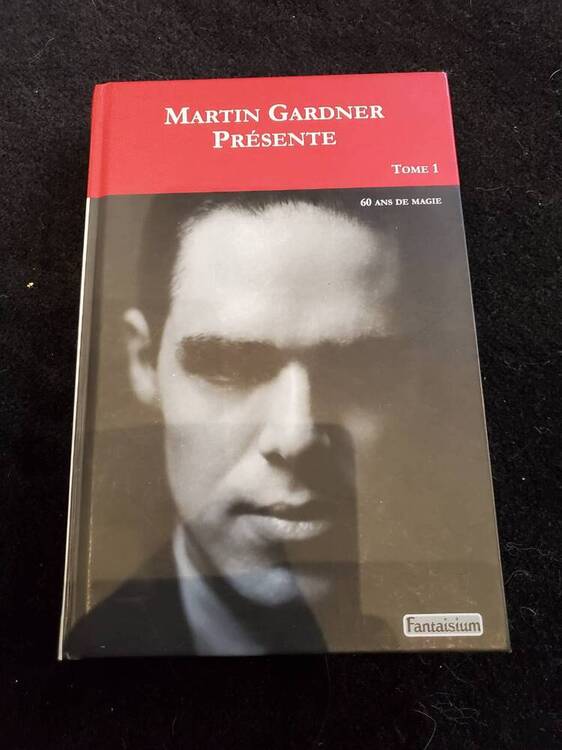 MARTIN GARDNER
PRÉSENTE
TOME 1
60 ANS DE MAGIE
Fantaisium